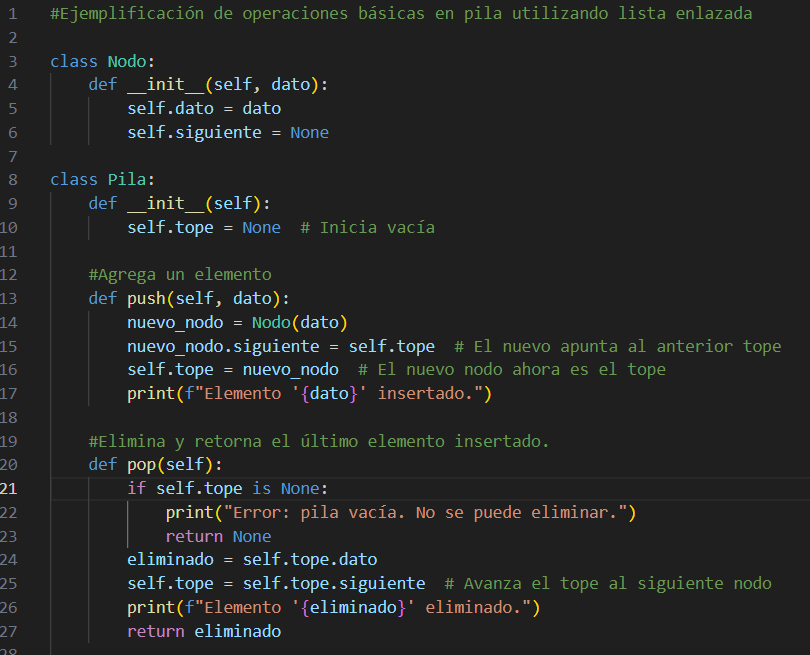 1 #Ejemplificación de operaciones básicas en pila utilizando lista enlazada
2
3 class Nodo:
4     def __init__(self, dato):
5         self.dato = dato
6         self.siguiente = None
7
8 class Pila:
9     def __init__(self):
10         self.tope = None  # Inicia vacía
11
12     #Agrega un elemento
13     def push(self, dato):
14         nuevo_nodo = Nodo(dato)
15         nuevo_nodo.siguiente = self.tope  # El nuevo apunta al anterior tope
16         self.tope = nuevo_nodo  # El nuevo nodo ahora es el tope
17         print(f"Elemento '{dato}' insertado.")
18
19     #Elimina y retorna el último elemento insertado.
20     def pop(self):
21         if self.tope is None:
22             print("Error: pila vacía. No se puede eliminar.")
23             return None
24         eliminado = self.tope.dato
25         self.tope = self.tope.siguiente  # Avanza el tope al siguiente nodo
26         print(f"Elemento '{eliminado}' eliminado.")
27         return eliminado
28